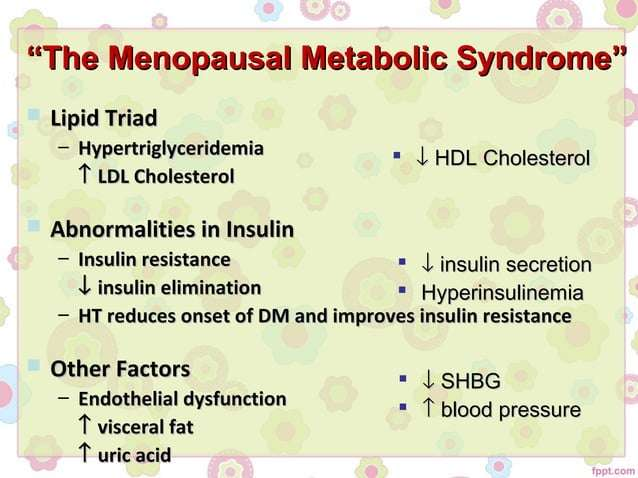 “The Menopausal Metabolic Syndrome”
▪ Lipid Triad
– Hypertriglyceridemia
↑ LDL Cholesterol
▪ ↓ HDL Cholesterol
▪ Abnormalities in Insulin
– Insulin resistance
↓ insulin elimination
– HT reduces onset of DM and improves insulin resistance
▪ ↓ insulin secretion
▪ Hyperinsulinemia
▪ Other Factors
– Endothelial dysfunction
↑ visceral fat
↑ uric acid
▪ ↓ SHBG
▪ ↑ blood pressure
fppt.com